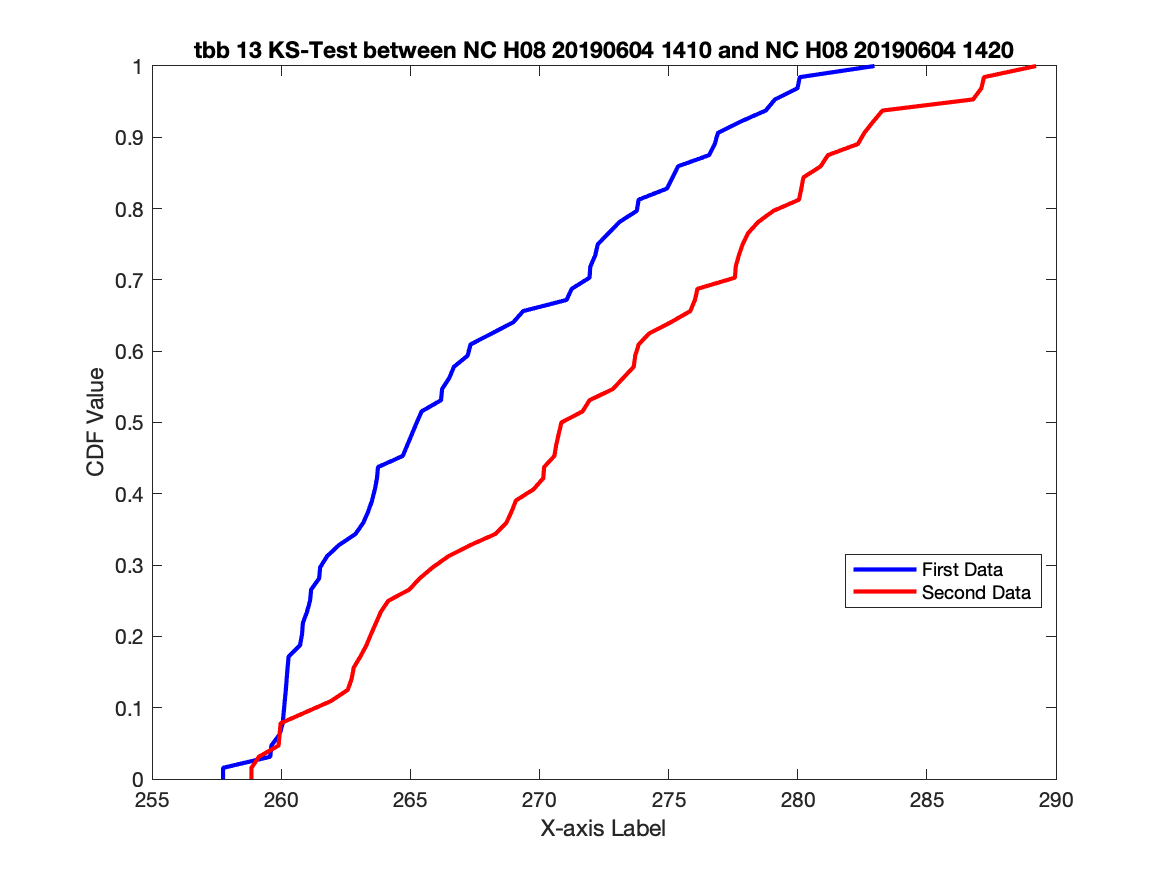 tbb 13 KS-Test between NC H08 20190604 1410 and NC H08 20190604 1420
1
0.9
0.8
0.7
0.6
0.5
0.4
0.3
0.2
0.1
0
CDF Value
First Data
Second Data
255 260 265 270 275 280 285 290
X-axis Label